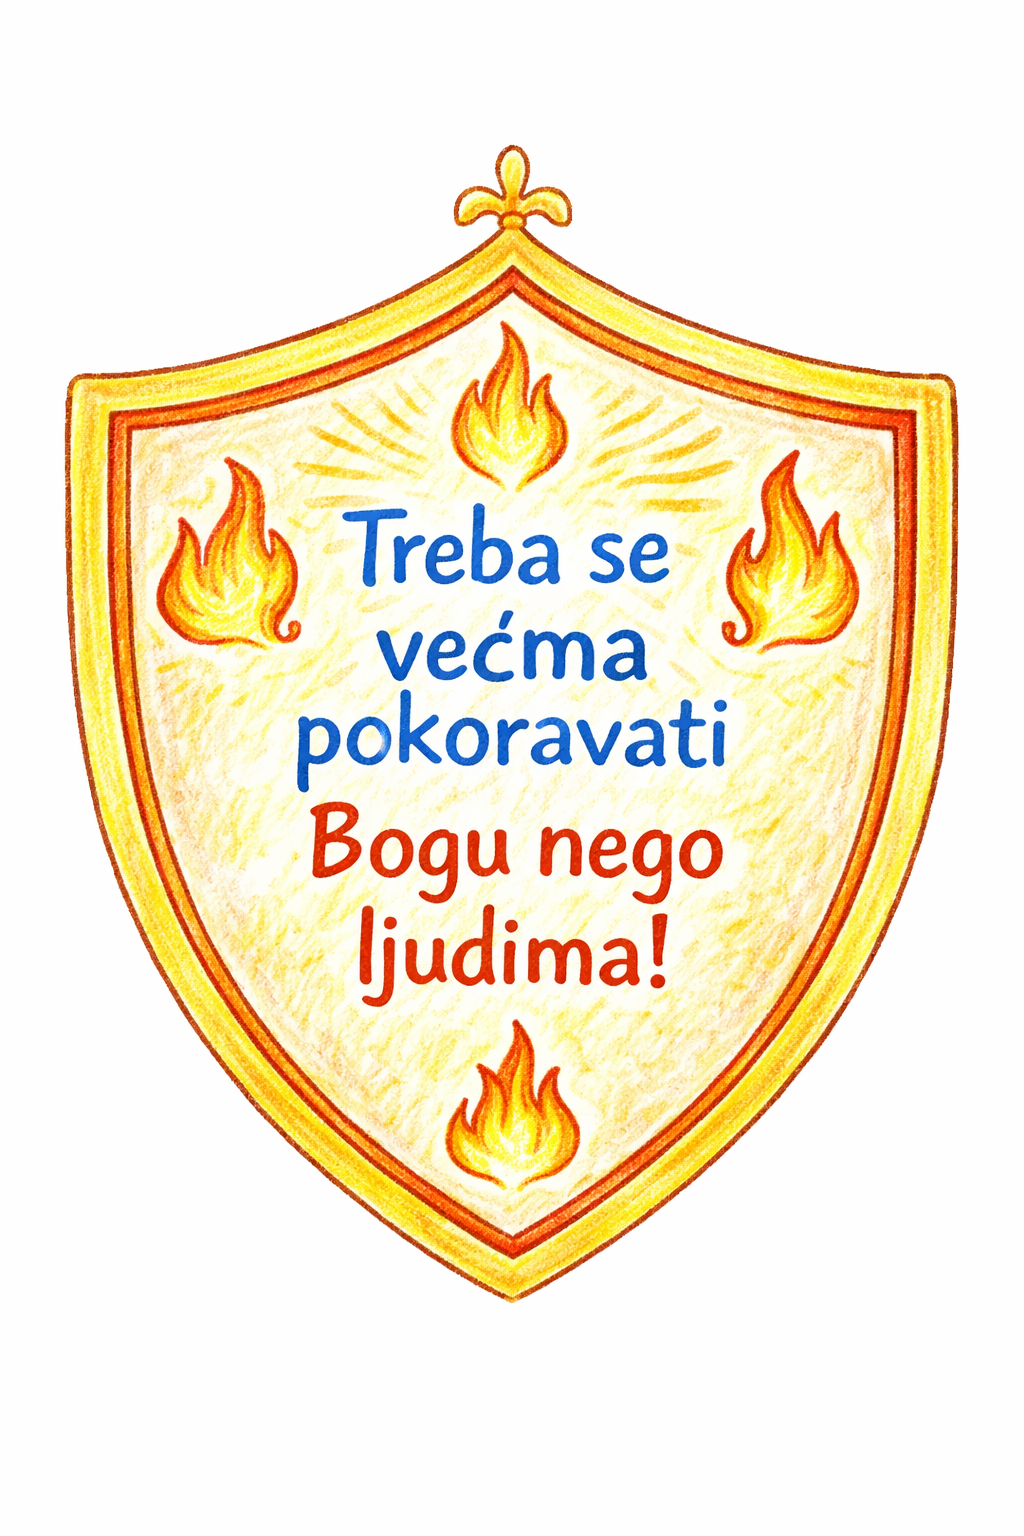 Treba se
većma
pokoravati
Bogu nego
ljudima!